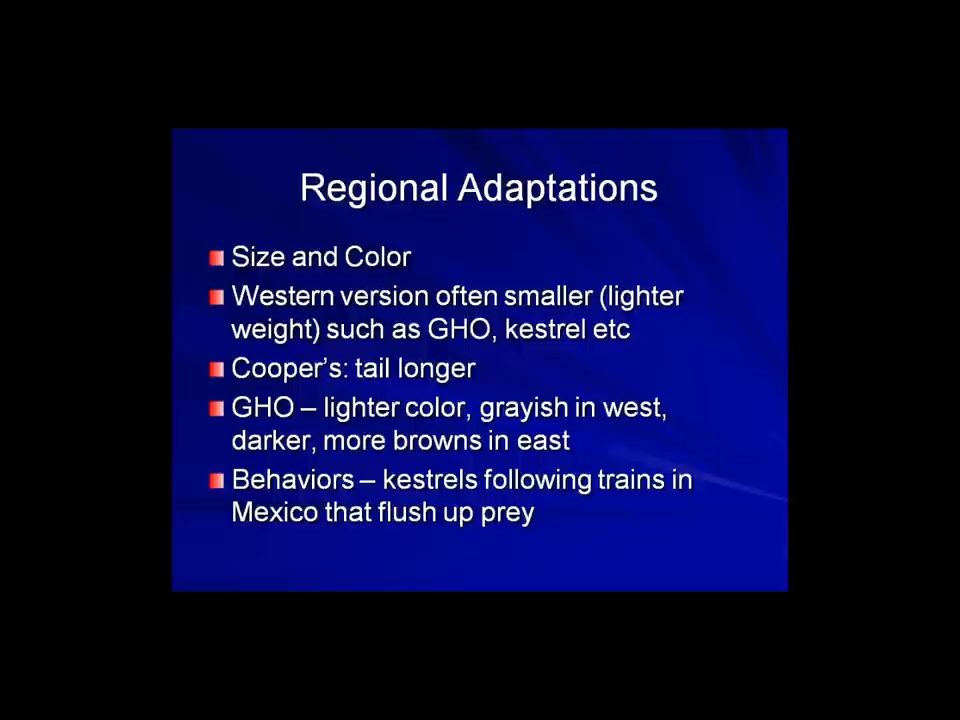 Regional Adaptations
Size and Color
Western version often smaller (lighter
weight) such as GHO, kestrel etc
Cooper's: tail longer
GHO – lighter color, grayish in west,
darker, more browns in east
Behaviors – kestrels following trains in
Mexico that flush up prey